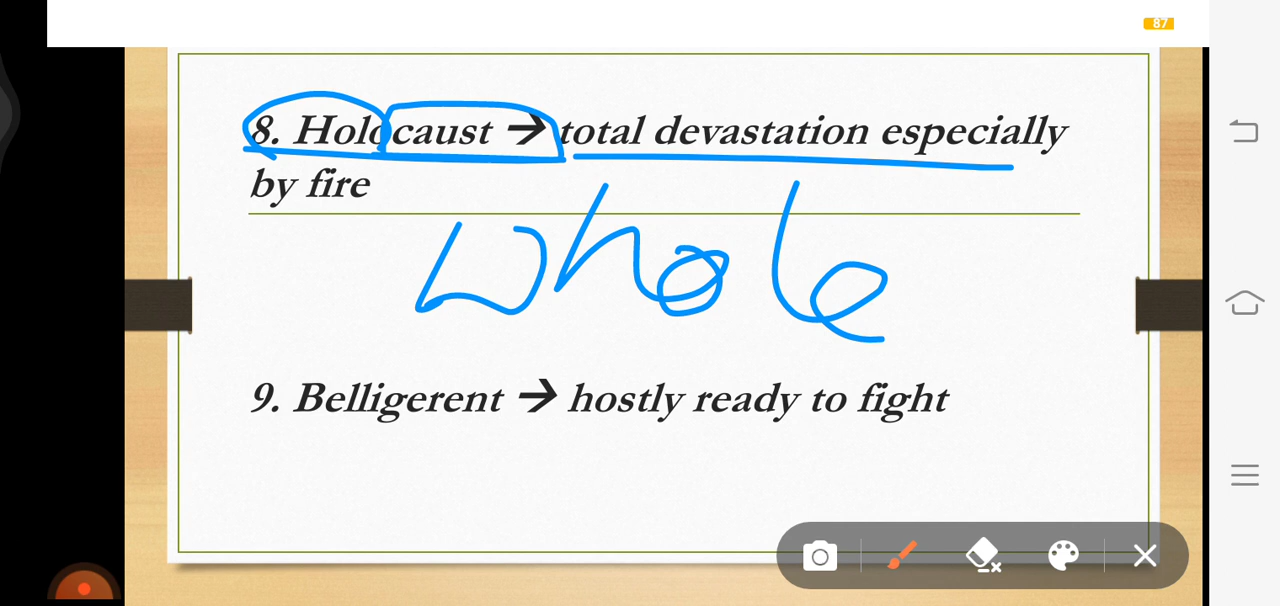 87
8. Holocaust → total devastation especially
by fire
whole
9. Belligerent → hostly ready to fight